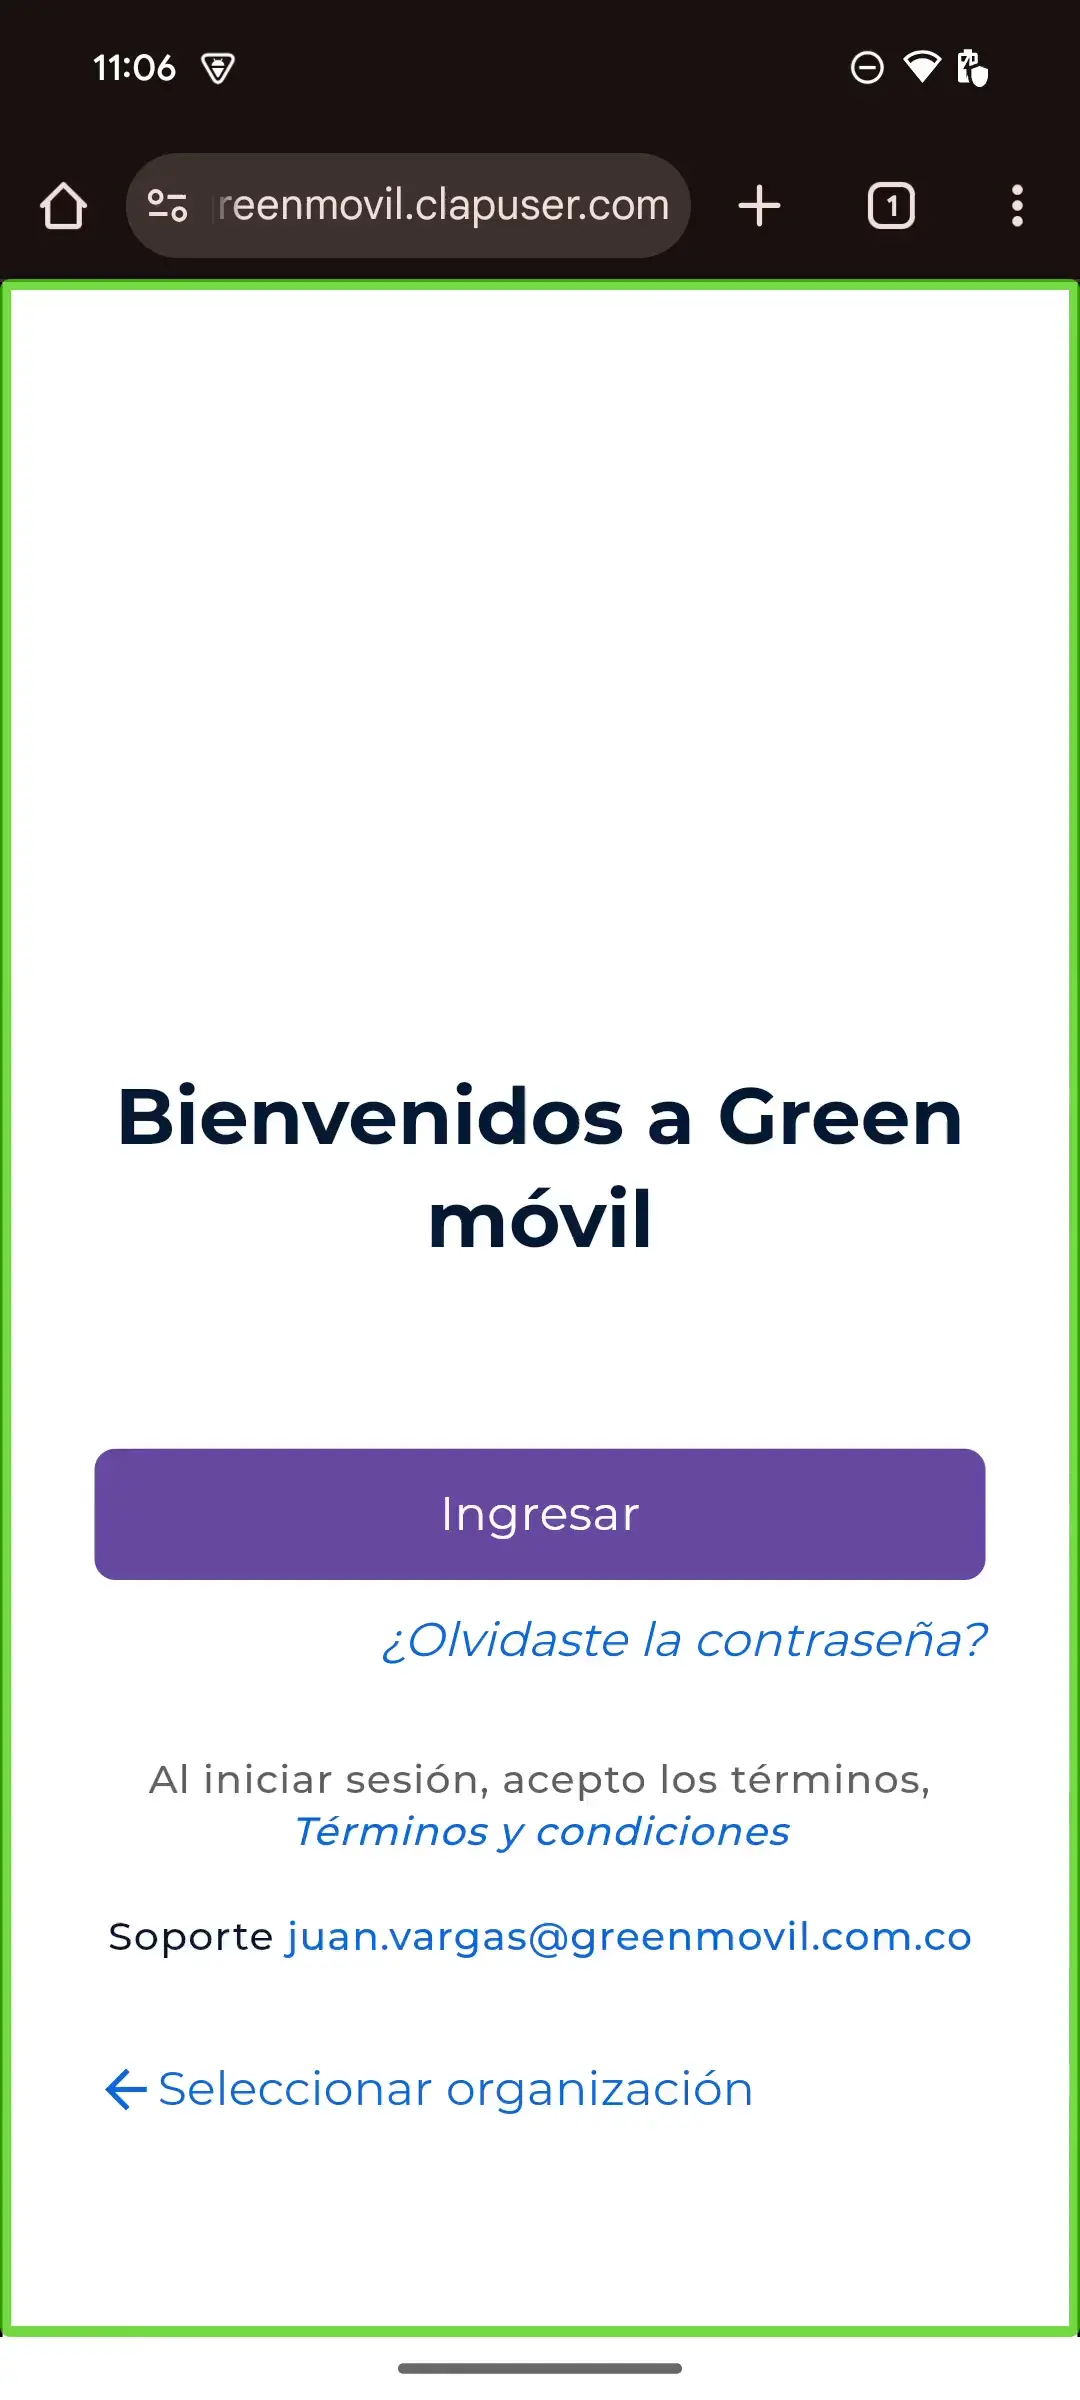 11:06
reenmovil.clapuser.com
1
Bienvenidos a Green
móvil
Ingresar
¿Olvidaste la contraseña?
Al iniciar sesión, acepto los términos,
Términos y condiciones
Soporte juan.vargas@greenmovil.com.co
Seleccionar organización